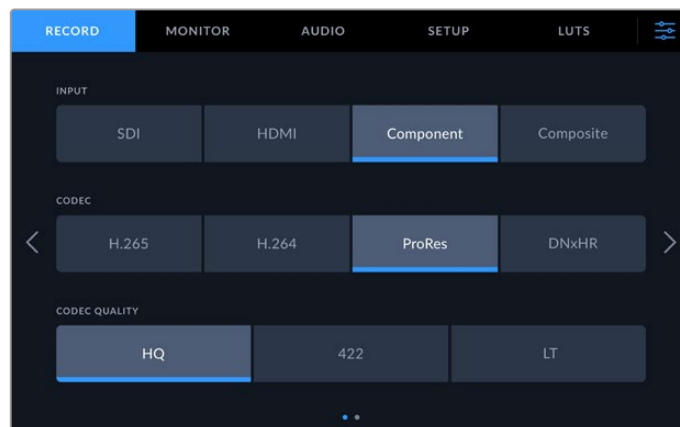 RECORD MONITOR AUDIO SETUP LUTS
INPUT
SDI HDMI Component Composite
CODEC
H.265 H.264 ProRes DNxHR
CODEC QUALITY
HQ 422 LT